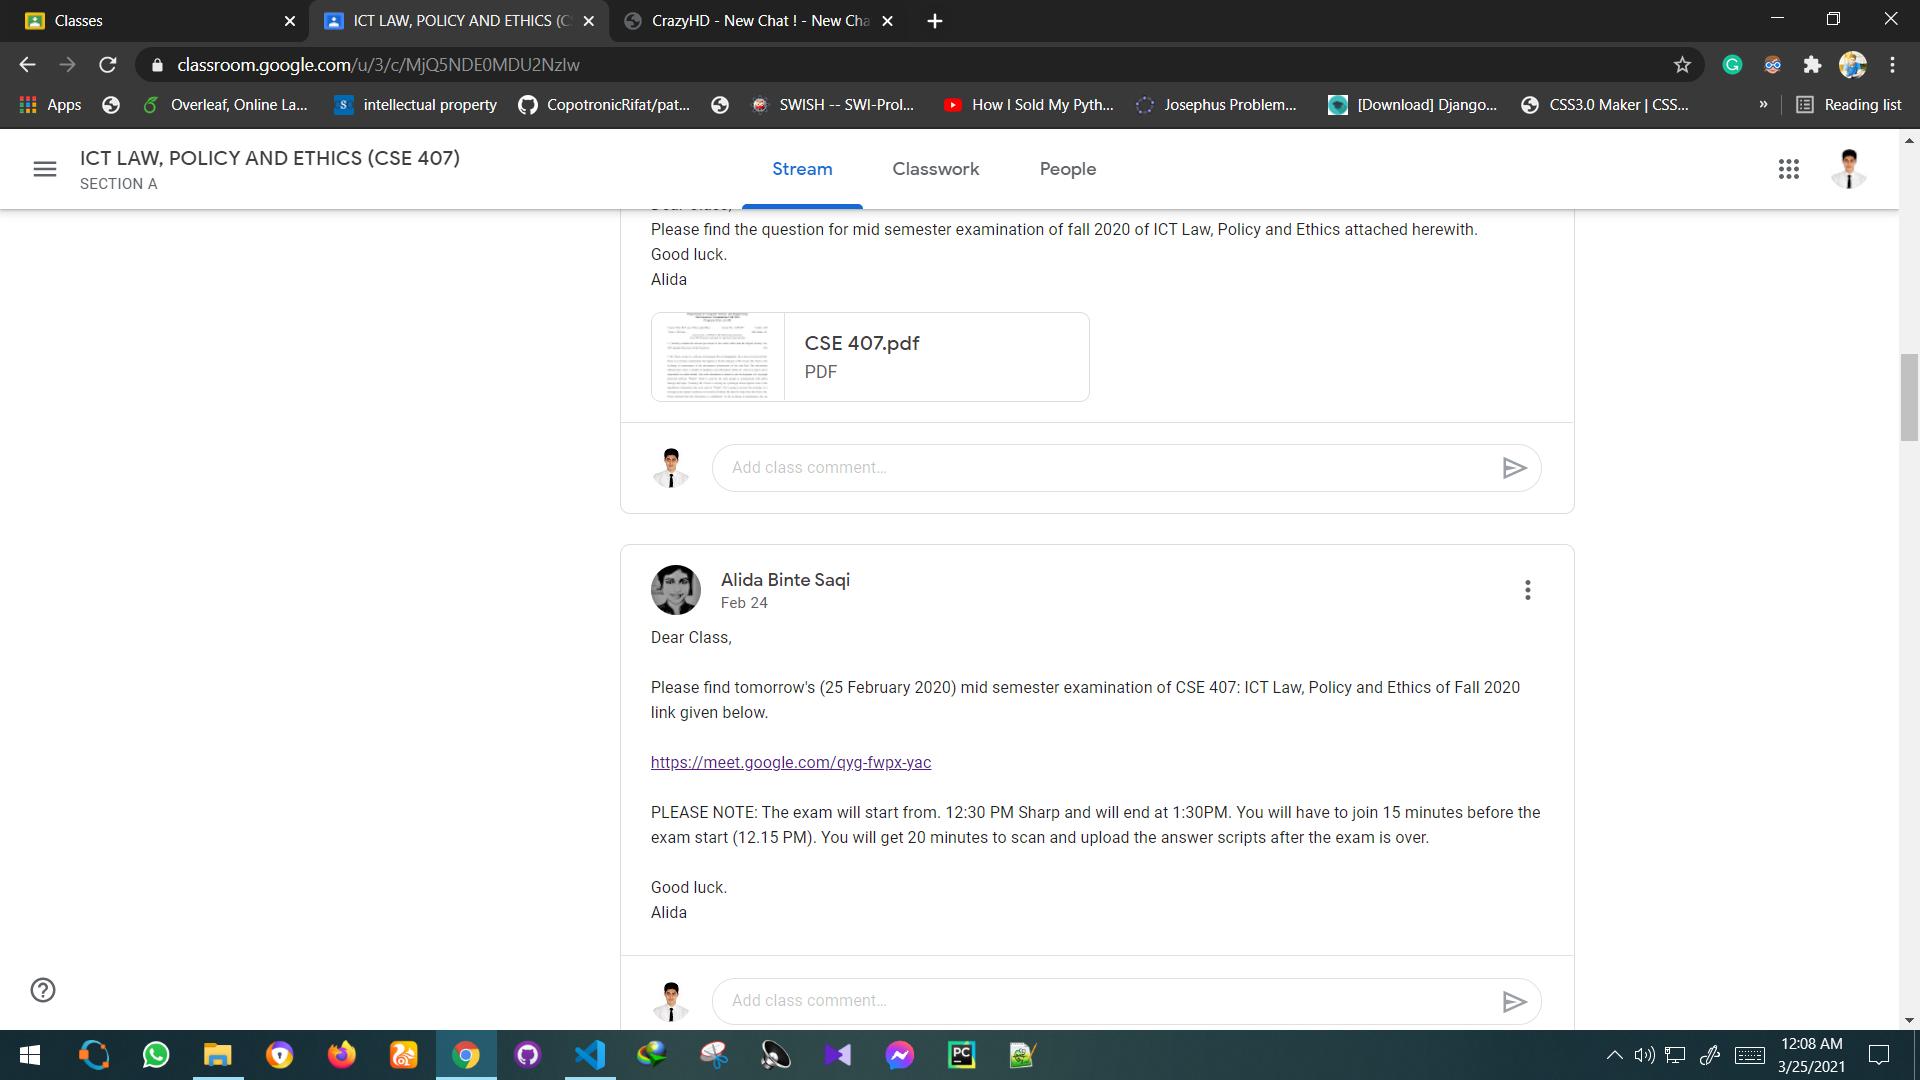 Classes
ICT LAW, POLICY AND ETHICS (C
CrazyHD - New Chat ! - New Cha
classroom.google.com/u/3/c/MjQ5NDE0MDU2NzIw
Apps
Overleaf, Online La...
intellectual property
CopotronicRifat/pat...
SWISH -- SWI-Prol...
How I Sold My Pyth...
Josephus Problem...
[Download] Django...
CSS3.0 Maker | CSS...
»
Reading list
ICT LAW, POLICY AND ETHICS (CSE 407)
SECTION A
Stream
Classwork
People
Please find the question for mid semester examination of fall 2020 of ICT Law, Policy and Ethics attached herewith.
Good luck.
Alida
CSE 407.pdf
PDF
Add class comment...
Alida Binte Saqi
Feb 24
Dear Class,
Please find tomorrow's (25 February 2020) mid semester examination of CSE 407: ICT Law, Policy and Ethics of Fall 2020
link given below.
https://meet.google.com/qyg-fwpx-yac
PLEASE NOTE: The exam will start from. 12:30 PM Sharp and will end at 1:30PM. You will have to join 15 minutes before the
exam start (12.15 PM). You will get 20 minutes to scan and upload the answer scripts after the exam is over.
Good luck.
Alida
Add class comment...
12:08 AM
3/25/2021